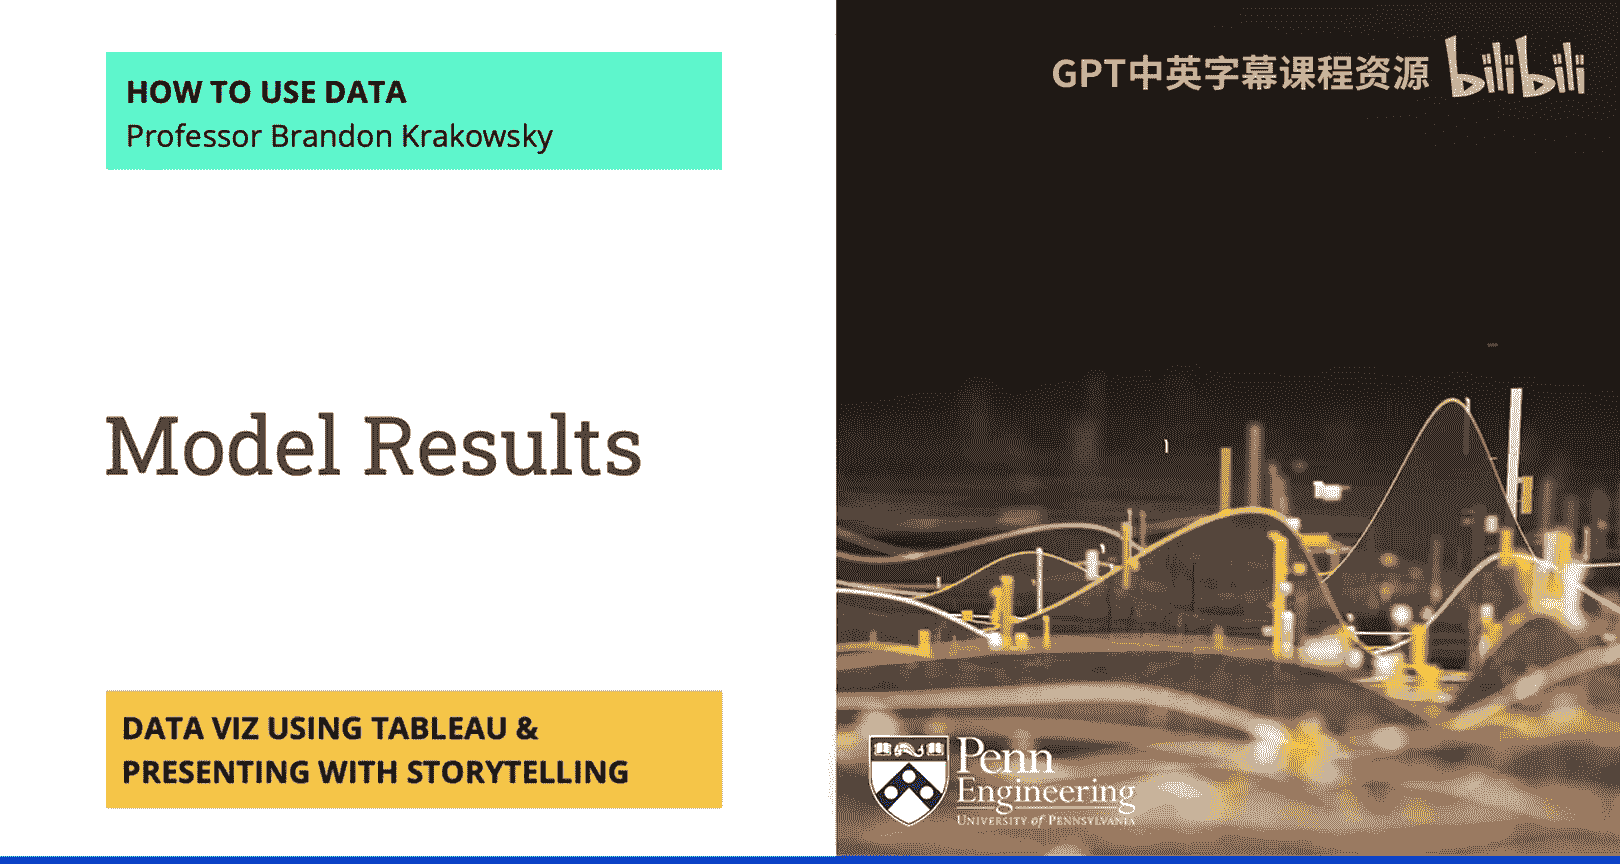 HOW TO USE DATA
Professor Brandon Krakowsky
GPT中英字幕课程资源 bilibili
Model Results
DATA VIZ USING TABLEAU &
PRESENTING WITH STORYTELLING
Penn
Engineering
UNIVERSITY of PENNSYLVANIA